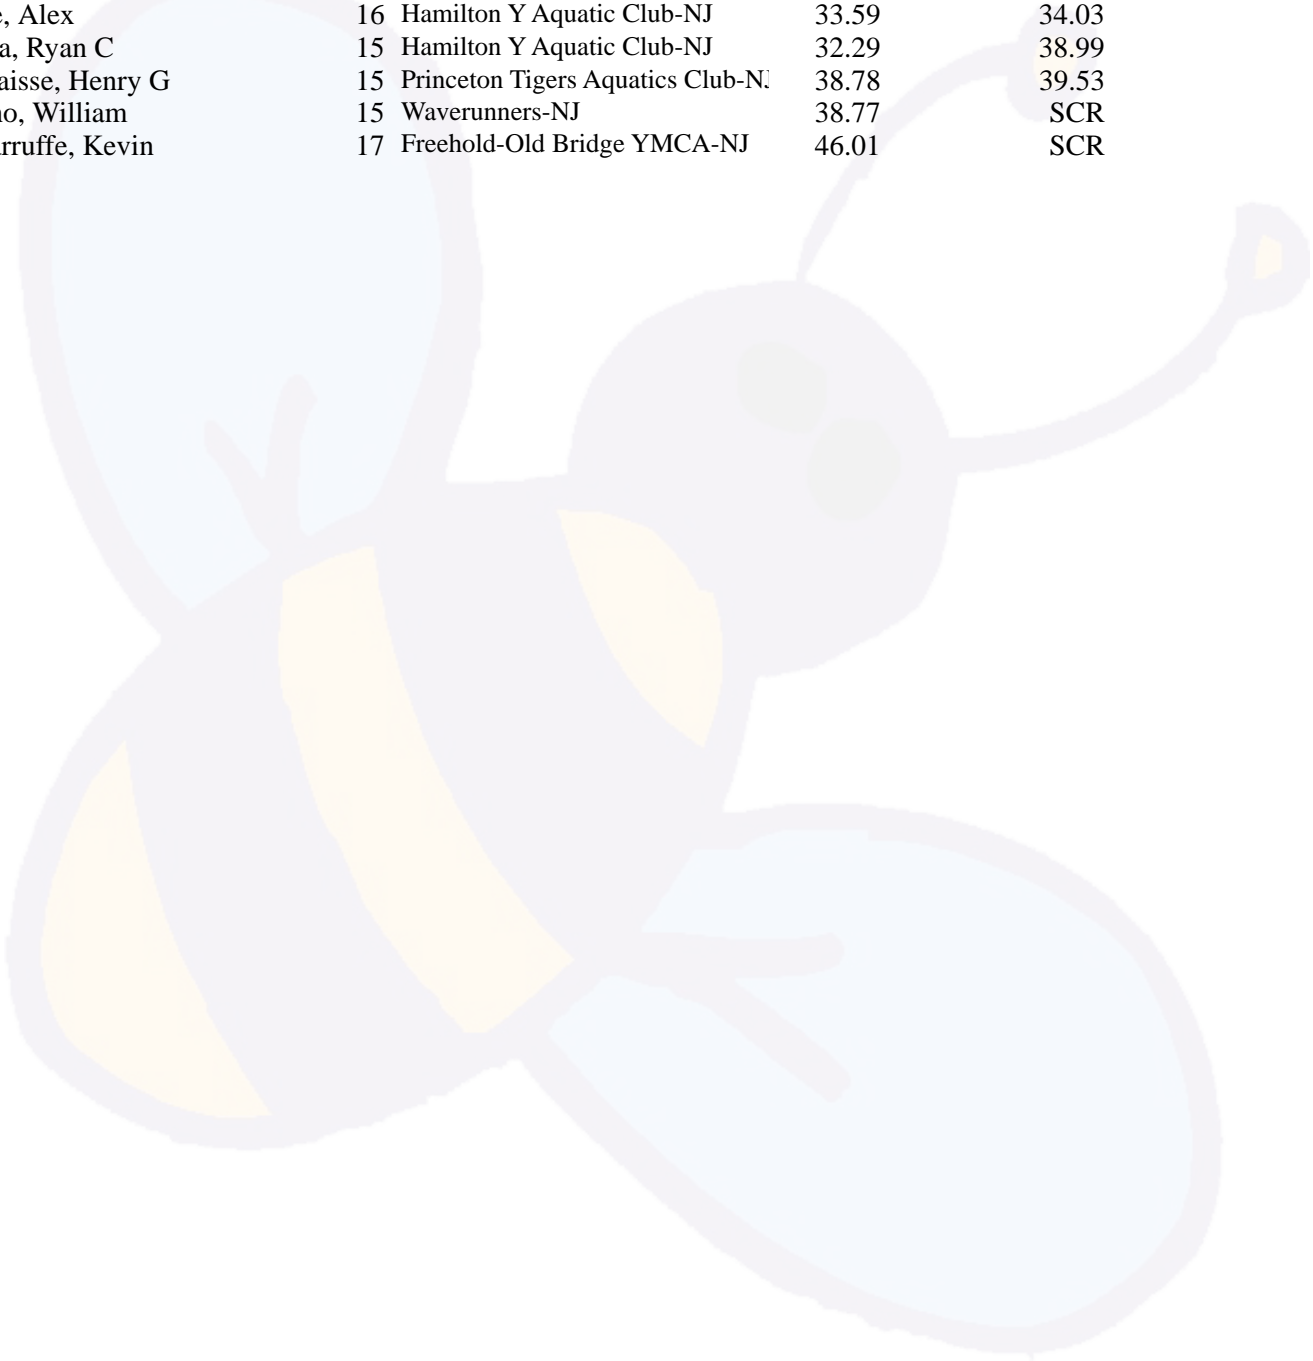 e, Alex 16 Hamilton Y Aquatic Club-NJ 33.59 34.03
a, Ryan C 15 Hamilton Y Aquatic Club-NJ 32.29 38.99
aisse, Henry G 15 Princeton Tigers Aquatics Club-NJ 38.78 39.53
no, William 15 Waverunners-NJ 38.77 SCR
arruffe, Kevin 17 Freehold-Old Bridge YMCA-NJ 46.01 SCR